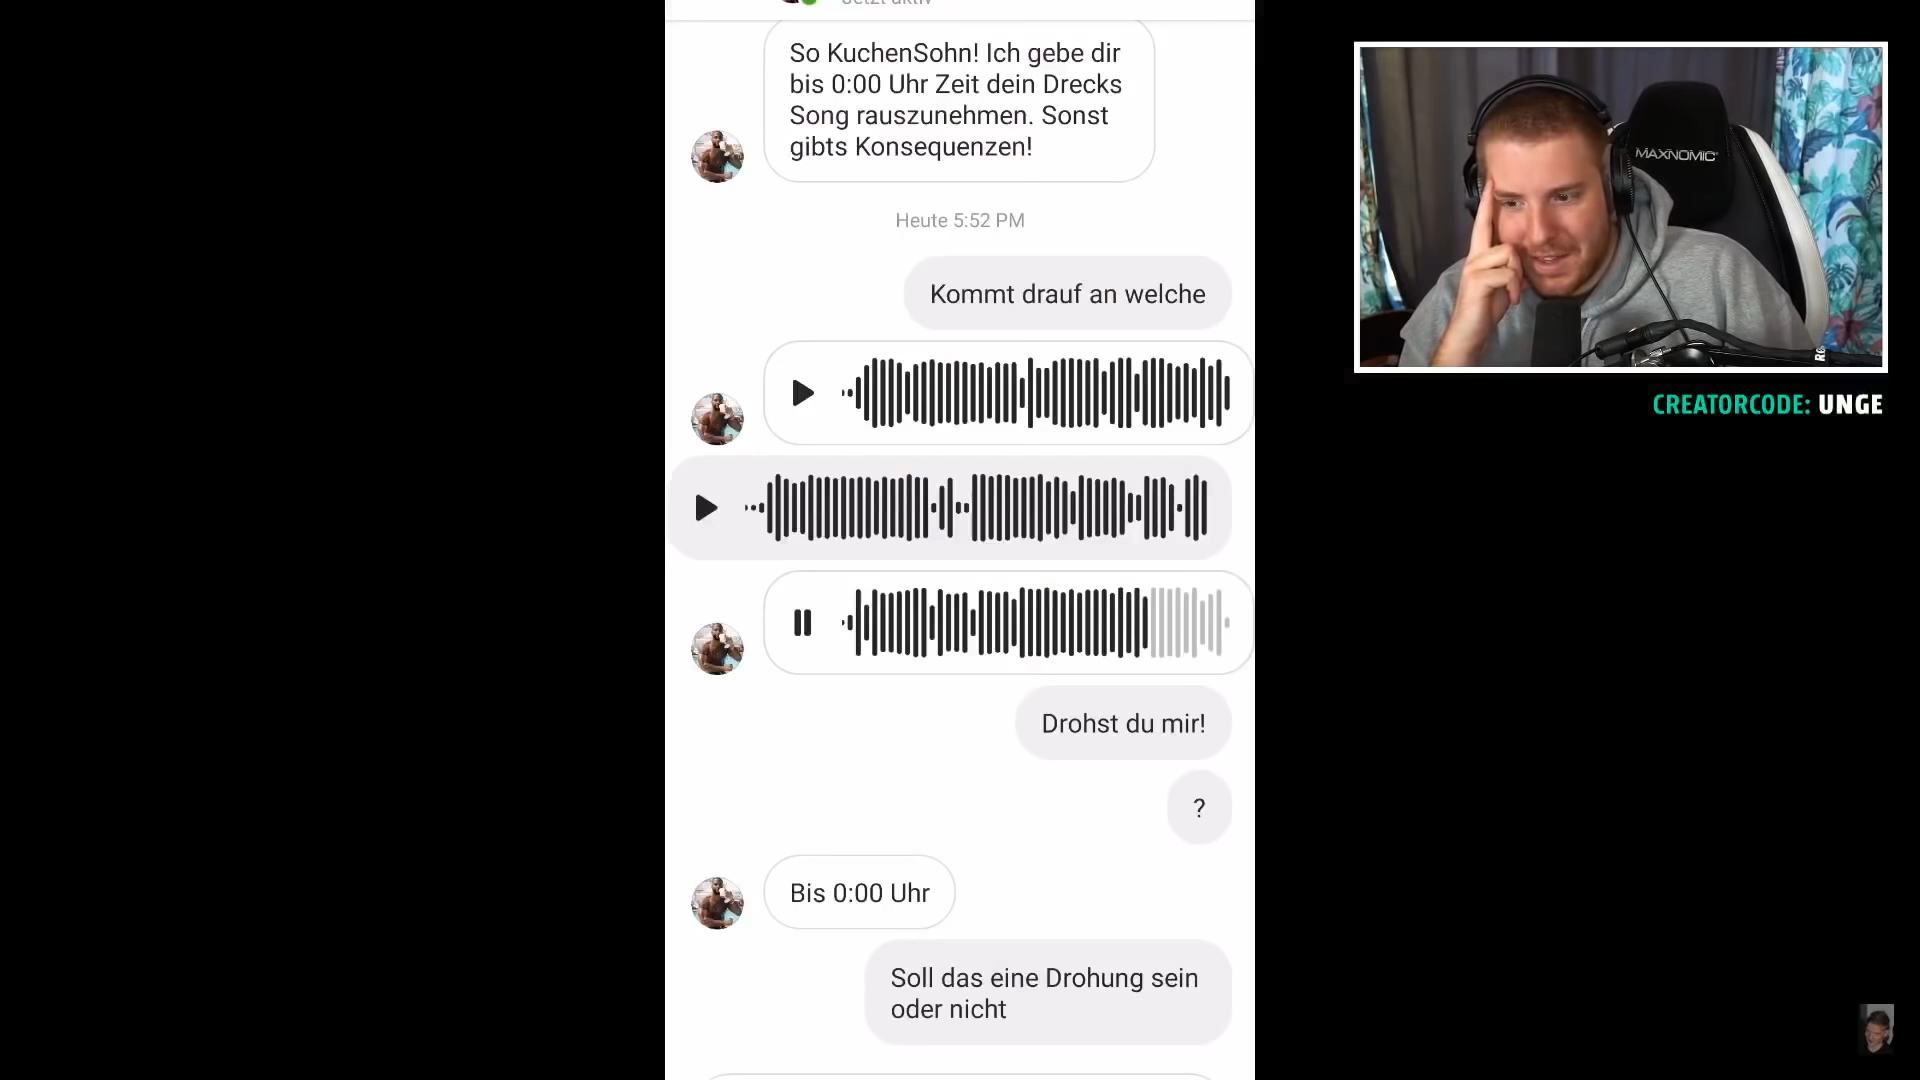 Jetzt aktiv
So KuchenSohn! Ich gebe dir
bis 0:00 Uhr Zeit dein Drecks
Song rauszunehmen. Sonst
gibts Konsequenzen!
Heute 5:52 PM
Kommt drauf an welche
Drohst du mir!
?
Bis 0:00 Uhr
Soll das eine Drohung sein
oder nicht
MAXNOMIC
CREATORCODE: UNGE